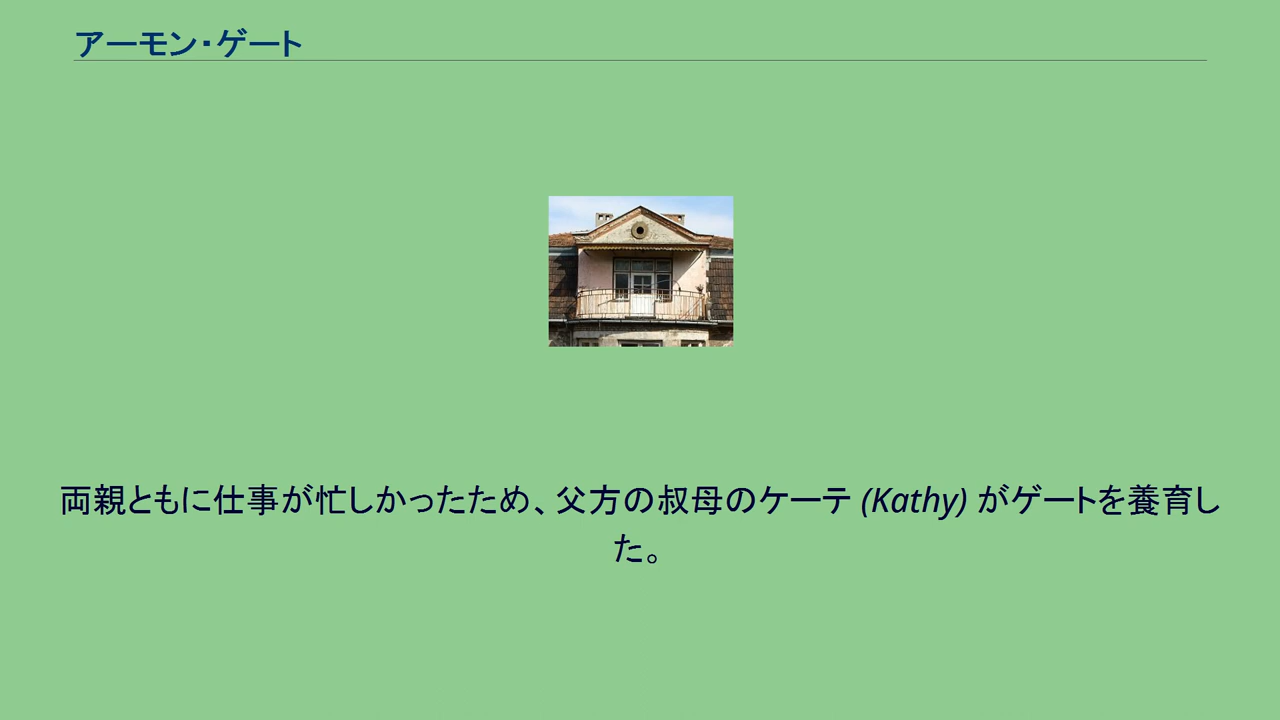 アーモン・ゲート
両親ともに仕事が忙しかったため、父方の叔母のケーテ (Kathy) がゲートを養育し
た。